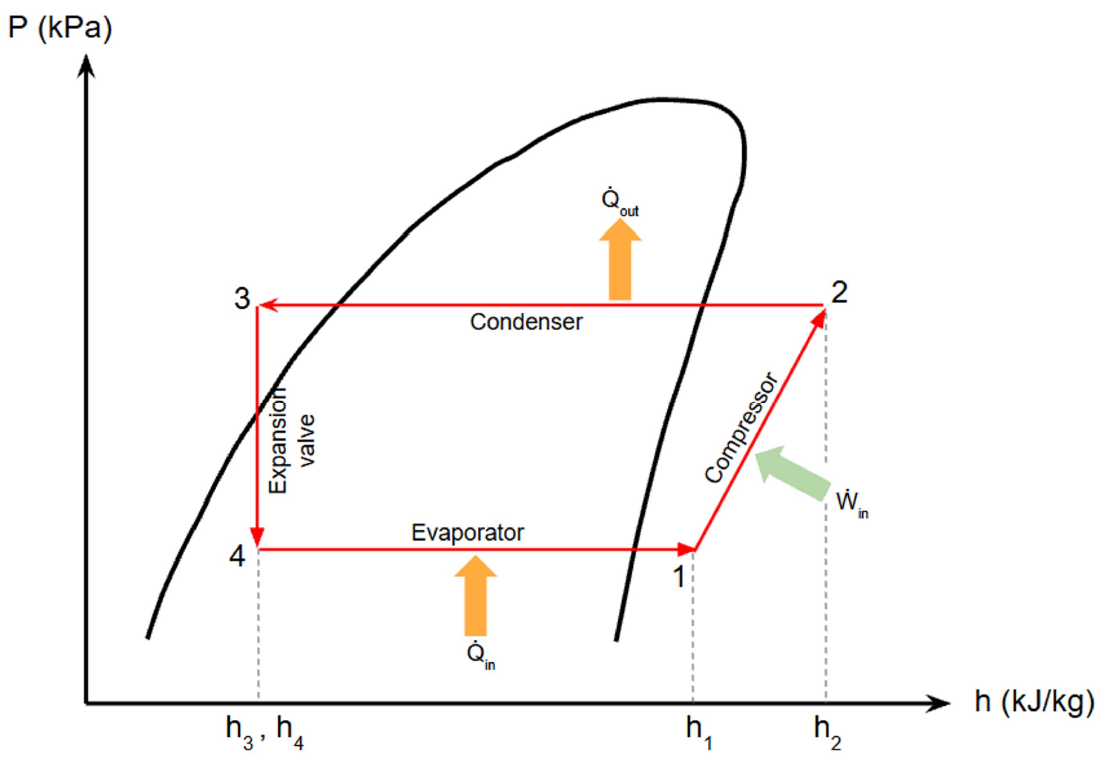 P (kPa)
Q̇out
3
2
Condenser
Expansion
valve
Compressor
Ẇin
Evaporator
4
1
Q̇in
h3 , h4
h1
h2
h (kJ/kg)